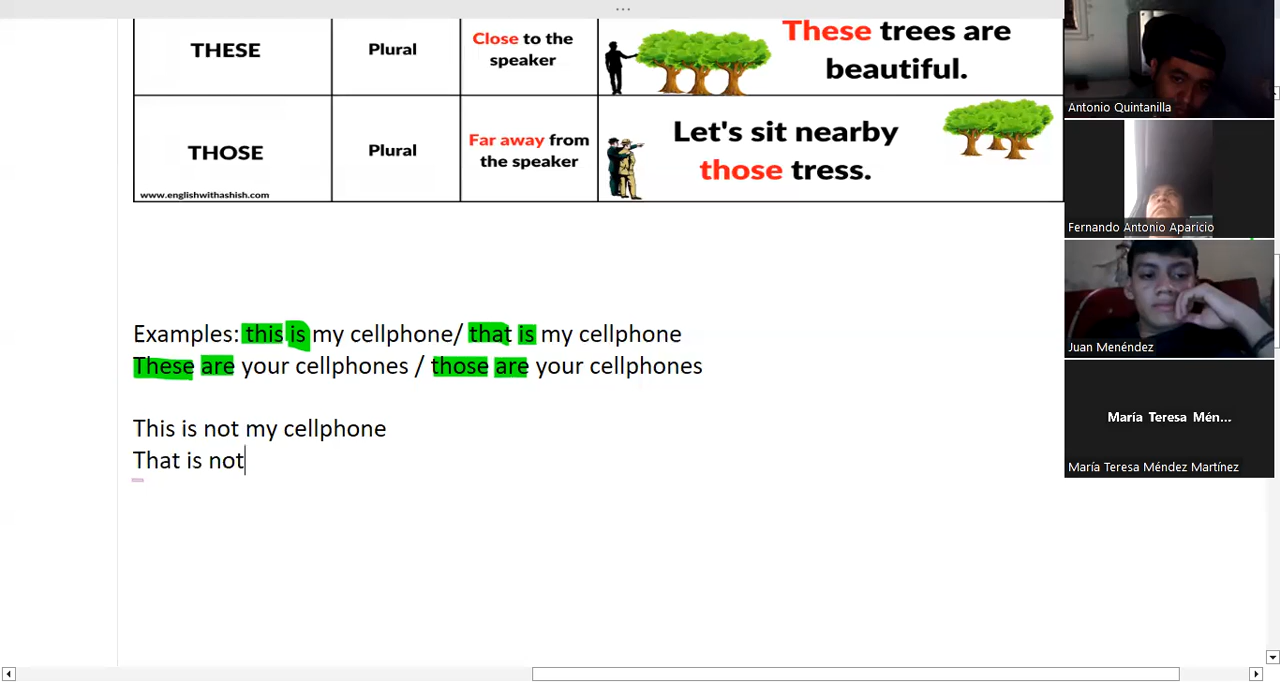 THESE
Plural
Close to the
speaker
These trees are
beautiful.
THOSE
Plural
Far away from
the speaker
Let's sit nearby
those tress.
www.englishwithashish.com
Examples: this is my cellphone/ that is my cellphone
These are your cellphones / those are your cellphones
This is not my cellphone
That is not
Antonio Quintanilla
Fernando Antonio Aparicio
Juan Menéndez
María Teresa Mén...
María Teresa Méndez Martínez